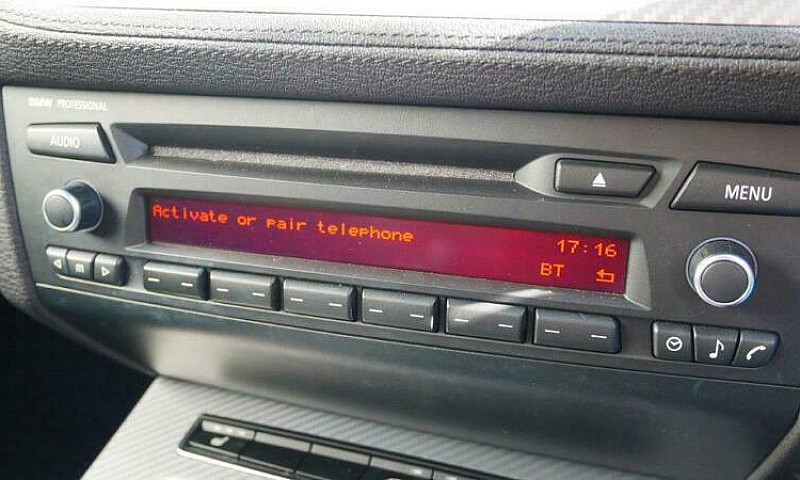 BMW PROFESSIONAL
AUDIO
MENU
Activate or pair telephone
17:16
BT
m